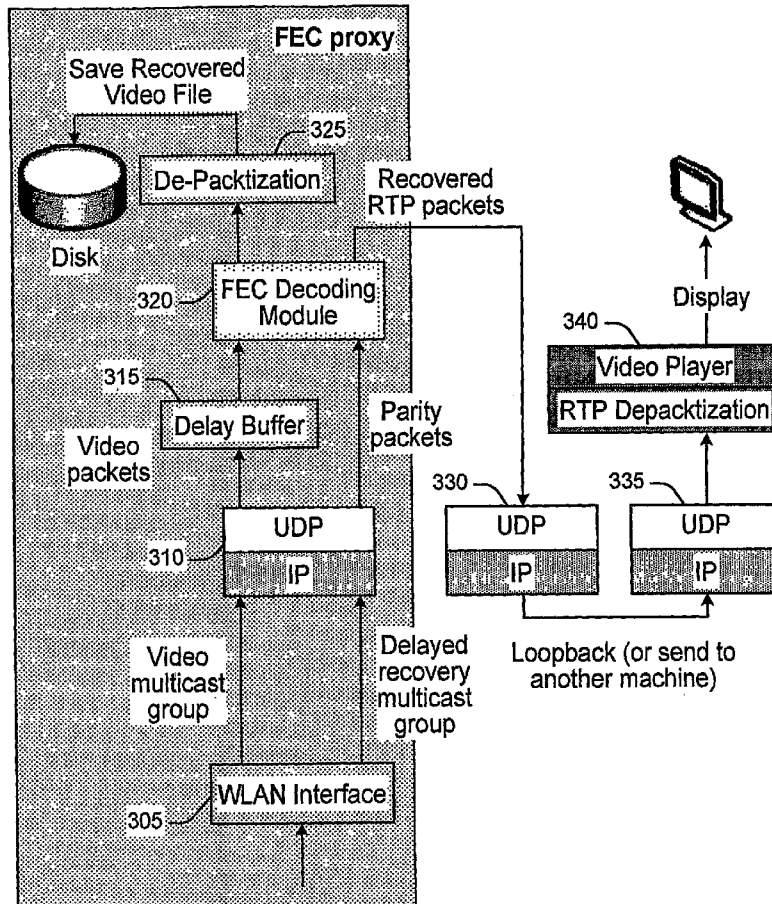 FEC proxy
Save Recovered
Video File
325
De-Packtization
Disk
Recovered
RTP packets
320
FEC Decoding
Module
Display
340
Video Player
RTP Depacktization
315
Delay Buffer
Video
packets
Parity
packets
330
335
310
UDP
IP
UDP
IP
UDP
IP
Loopback (or send to
another machine)
Video
multicast
group
Delayed
recovery
multicast
group
305
WLAN Interface